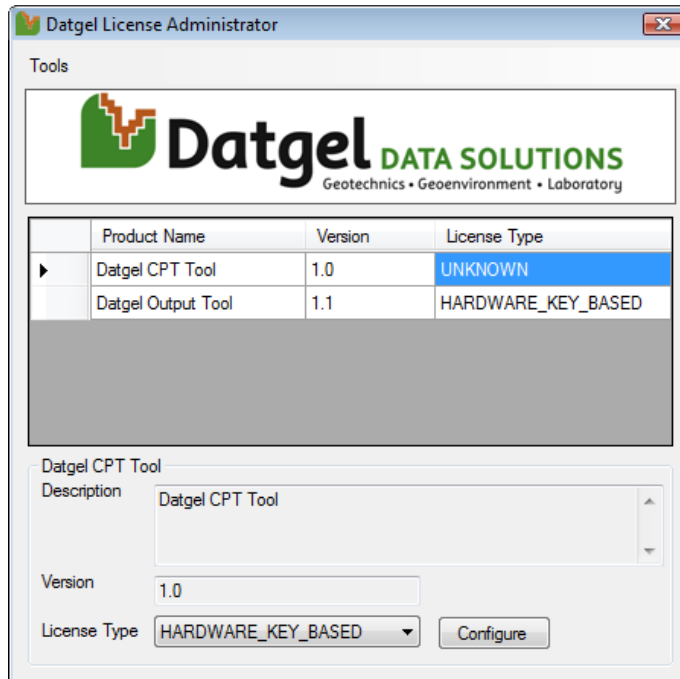 Datgel License Administrator
Tools
Datgel DATA SOLUTIONS
Geotechnics • Geoenvironment • Laboratory
Product Name Version License Type
Datgel CPT Tool 1.0 UNKNOWN
Datgel Output Tool 1.1 HARDWARE_KEY_BASED
Datgel CPT Tool
Description Datgel CPT Tool
Version 1.0
License Type HARDWARE_KEY_BASED Configure